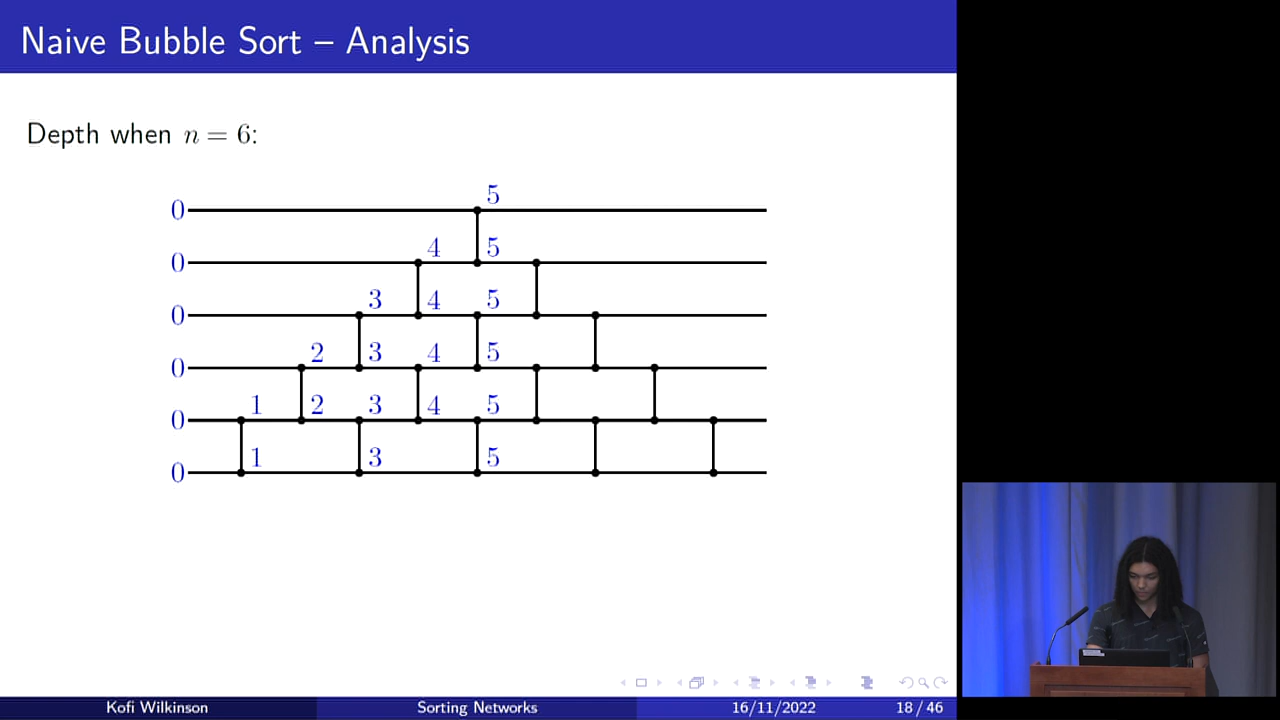 Naive Bubble Sort – Analysis
Depth when n = 6:
5
0
4 5
0
3 4 5
0
2 3 4 5
0
1 2 3 4 5
0
1 3 5
0
Kofi Wilkinson Sorting Networks 16/11/2022 18 / 46